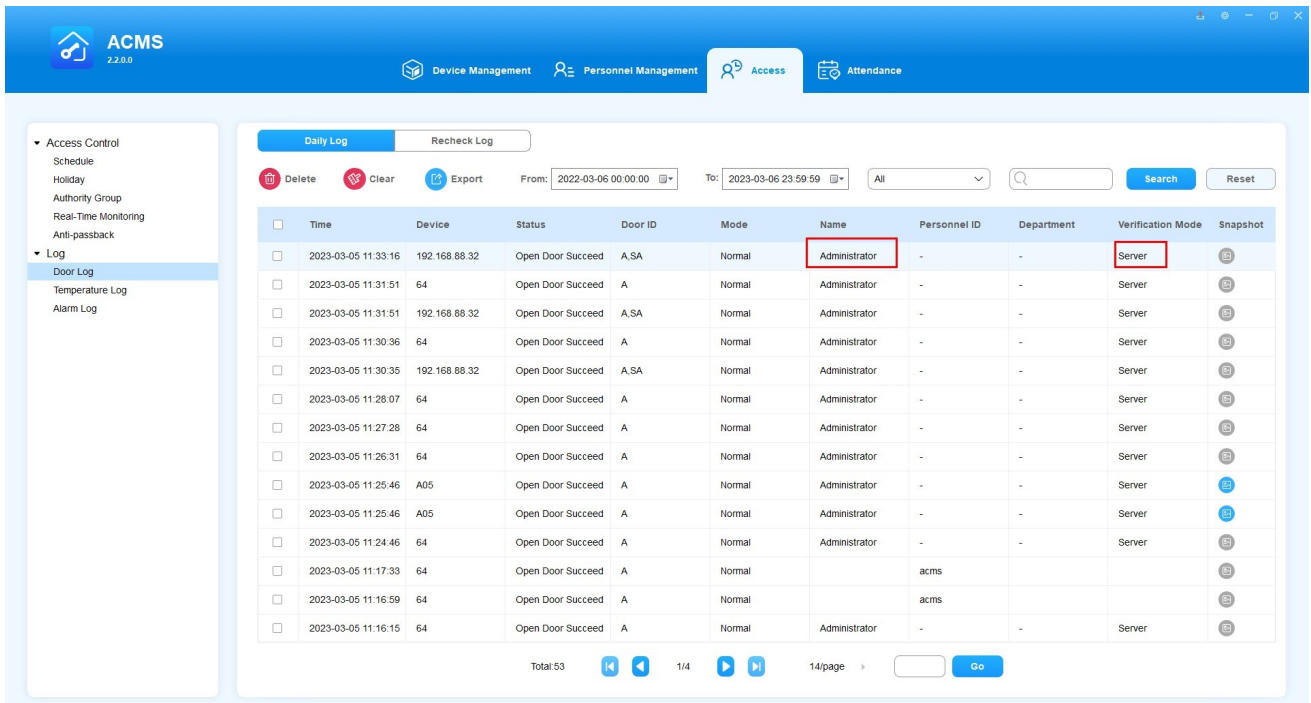 ACMS
2.2.0.0
Device Management Personnel Management Access Attendance
Access Control
Schedule
Holiday
Authority Group
Real-Time Monitoring
Anti-passback
Log
Door Log
Temperature Log
Alarm Log
Daily Log Recheck Log
Delete Clear Export From: 2022-03-06 00:00:00 To: 2023-03-06 23:59:59 All Search Reset
Time Device Status Door ID Mode Name Personnel ID Department Verification Mode Snapshot
2023-03-05 11:33:16 192.168.88.32 Open Door Succeed A,SA Normal Administrator - - Server
2023-03-05 11:31:51 64 Open Door Succeed A Normal Administrator - - Server
2023-03-05 11:31:51 192.168.88.32 Open Door Succeed A,SA Normal Administrator - - Server
2023-03-05 11:30:36 64 Open Door Succeed A Normal Administrator - - Server
2023-03-05 11:30:35 192.168.88.32 Open Door Succeed A,SA Normal Administrator - - Server
2023-03-05 11:28:07 64 Open Door Succeed A Normal Administrator - - Server
2023-03-05 11:27:28 64 Open Door Succeed A Normal Administrator - - Server
2023-03-05 11:26:31 64 Open Door Succeed A Normal Administrator - - Server
2023-03-05 11:25:46 A05 Open Door Succeed A Normal Administrator - - Server
2023-03-05 11:25:46 A05 Open Door Succeed A Normal Administrator - - Server
2023-03-05 11:24:46 64 Open Door Succeed A Normal Administrator - - Server
2023-03-05 11:17:33 64 Open Door Succeed A Normal acms
2023-03-05 11:16:59 64 Open Door Succeed A Normal acms
2023-03-05 11:16:15 64 Open Door Succeed A Normal Administrator - - Server
Total:53 1/4 14/page Go